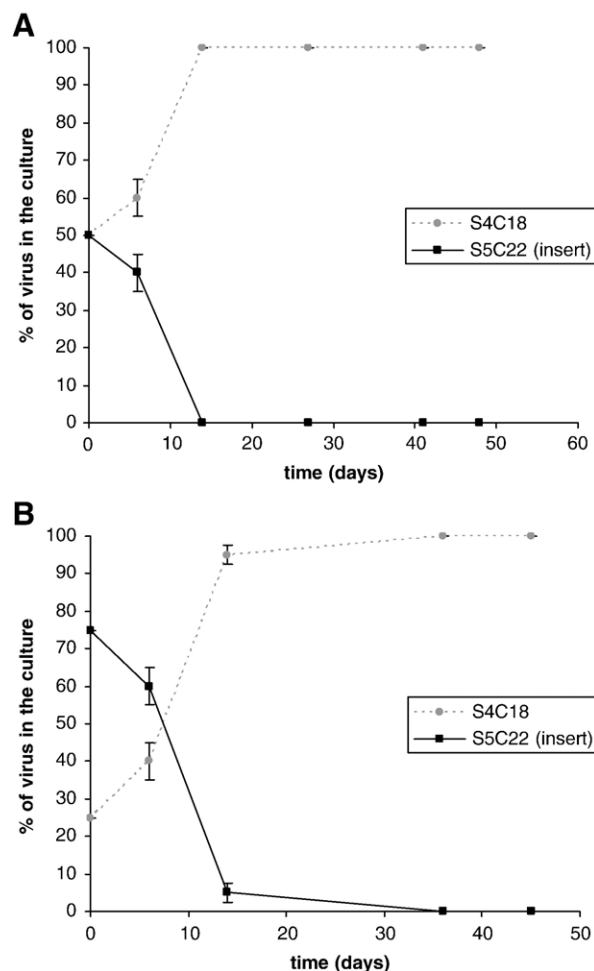 A
100
90
80
70
60
50
40
30
20
10
0
% of virus in the culture
S4C18
S5C22 (insert)
0 10 20 30 40 50 60
time (days)
B
100
90
80
70
60
50
40
30
20
10
0
% of virus in the culture
S4C18
S5C22 (insert)
0 10 20 30 40 50
time (days)